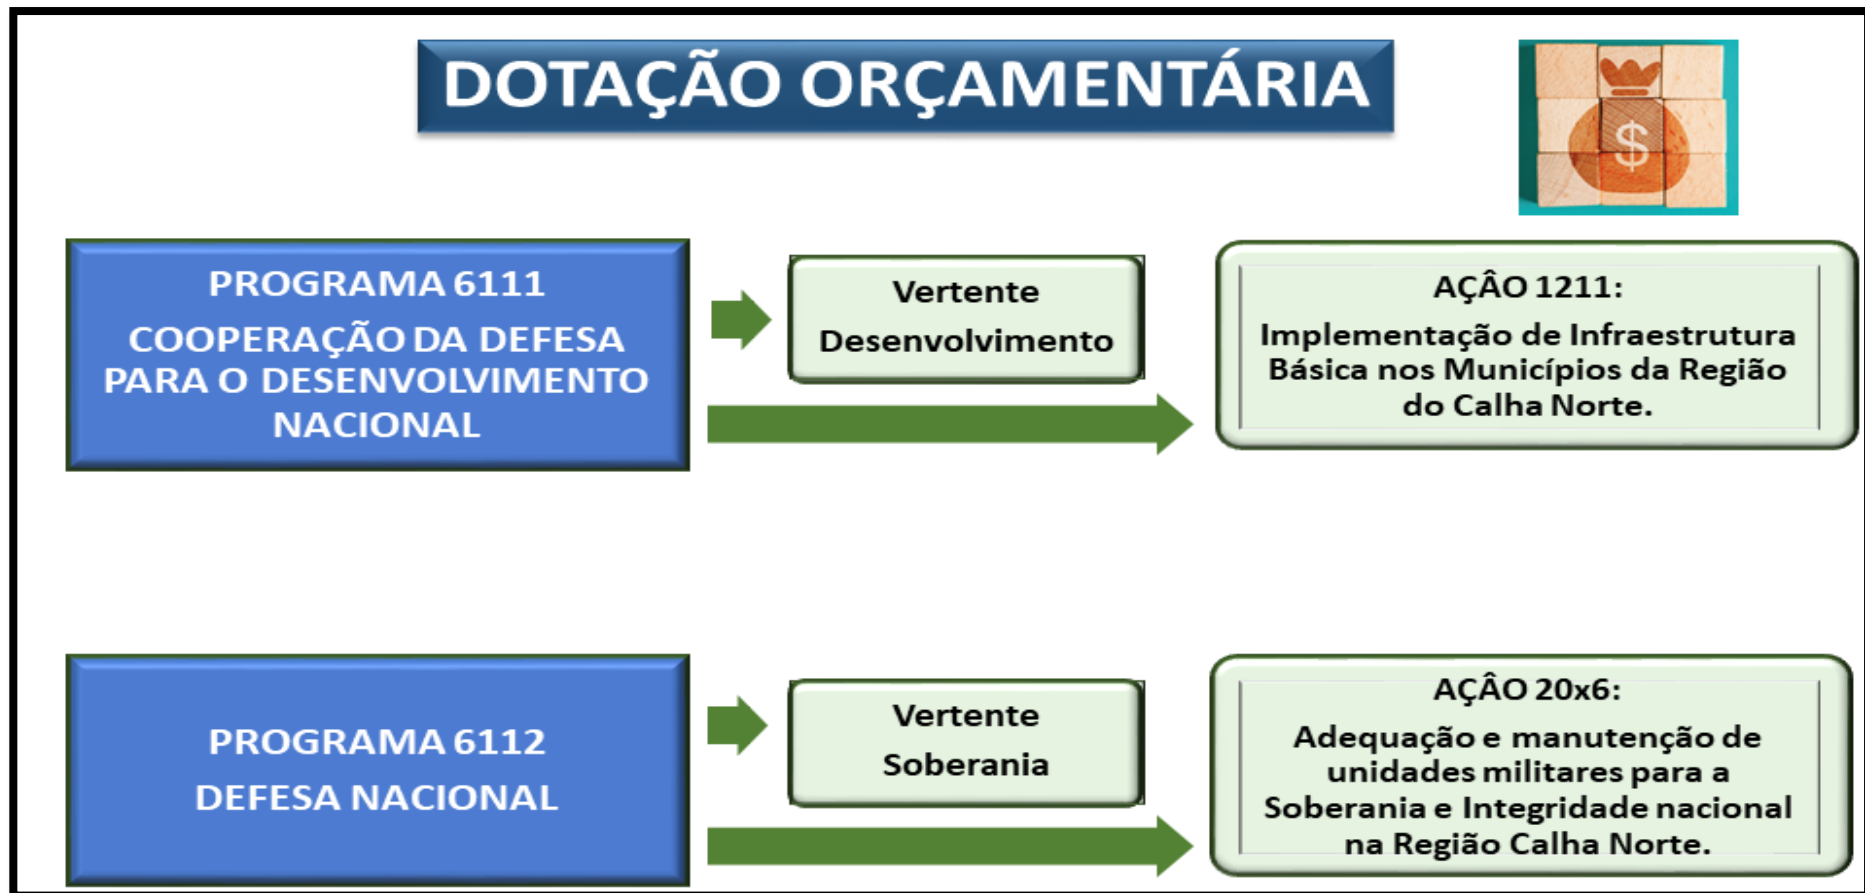 DOTAÇÃO ORÇAMENTÁRIA
$
PROGRAMA 6111
COOPERAÇÃO DA DEFESA
PARA O DESENVOLVIMENTO
NACIONAL
Vertente
Desenvolvimento
AÇÂO 1211:
Implementação de Infraestrutura
Básica nos Municípios da Região
do Calha Norte.
PROGRAMA 6112
DEFESA NACIONAL
Vertente
Soberania
AÇÂO 20x6:
Adequação e manutenção de
unidades militares para a
Soberania e Integridade nacional
na Região Calha Norte.